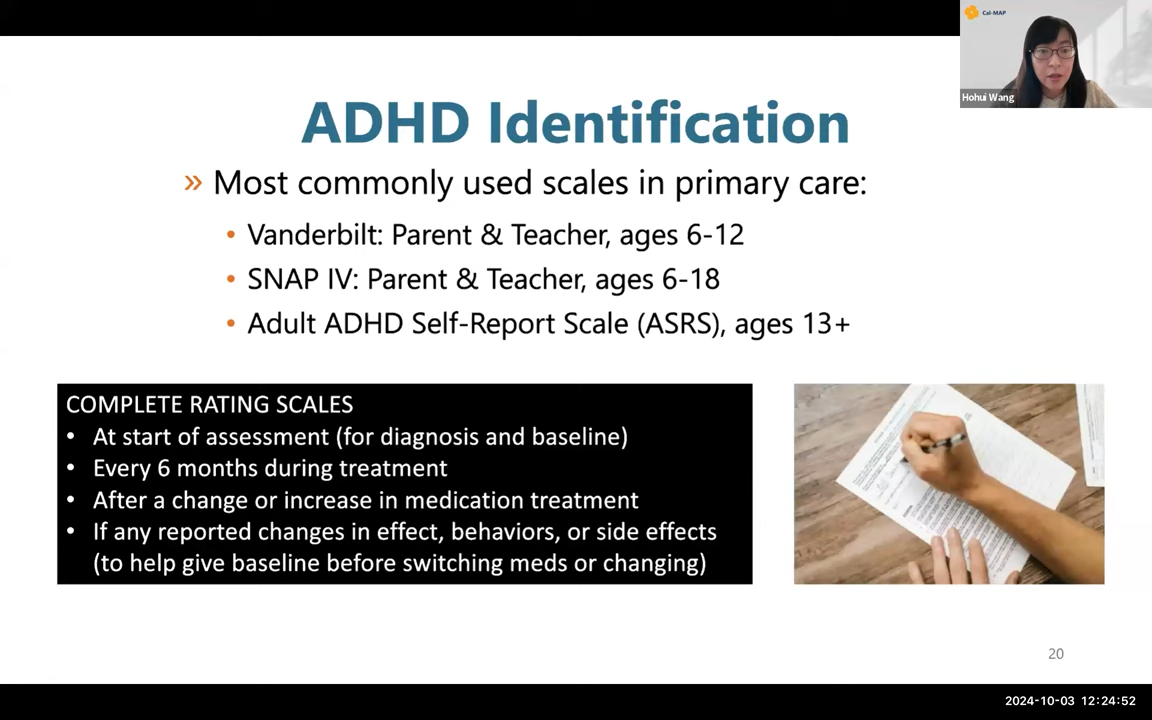 Cal-MAP
Hohui Wang
ADHD Identification
» Most commonly used scales in primary care:
• Vanderbilt: Parent & Teacher, ages 6-12
• SNAP IV: Parent & Teacher, ages 6-18
• Adult ADHD Self-Report Scale (ASRS), ages 13+
COMPLETE RATING SCALES
• At start of assessment (for diagnosis and baseline)
• Every 6 months during treatment
• After a change or increase in medication treatment
• If any reported changes in effect, behaviors, or side effects
(to help give baseline before switching meds or changing)
20
2024-10-03 12:24:52